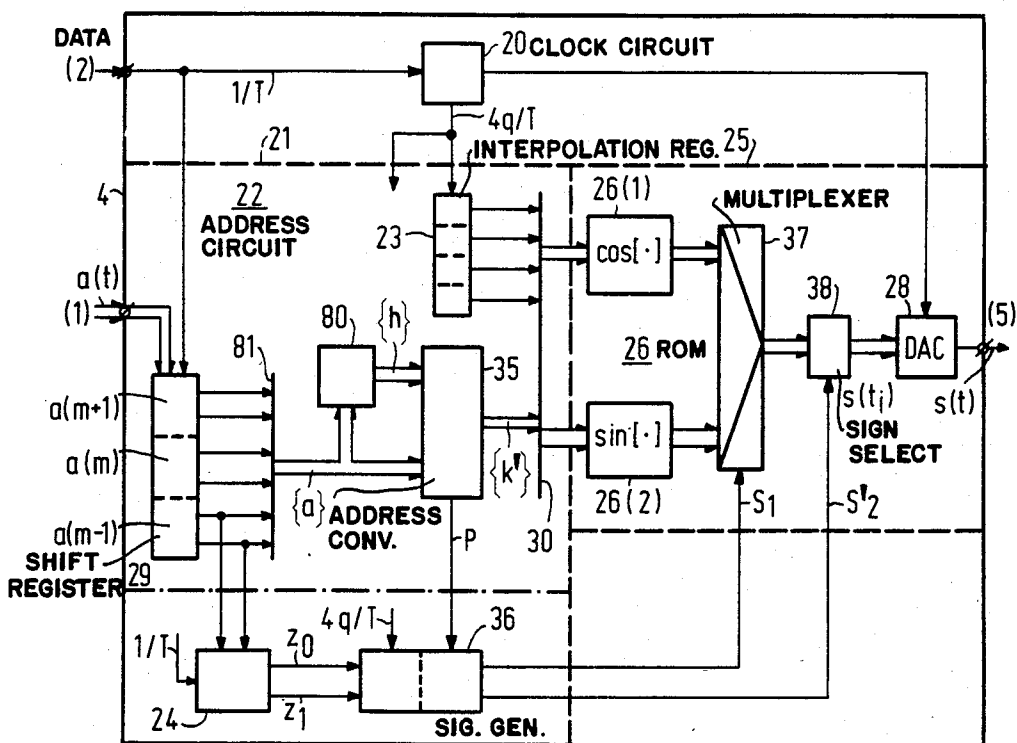 DATA
(2)
1/T
20 CLOCK CIRCUIT
4q/T
21
INTERPOLATION REG.
25
4
22
ADDRESS
CIRCUIT
23
26(1)
cos[·]
MULTIPLEXER
37
a(t)
(1)
81
80
{h}
35
26 ROM
38
28
DAC
(5)
s(t)
s(ti)
SIGN
SELECT
a(m+1)
a(m)
a(m-1)
{a}
ADDRESS
CONV.
{k'}
sin[·]
26(2)
30
P
S1
S'2
SHIFT
REGISTER
29
1/T
24
z0
z1
4q/T
36
SIG. GEN.